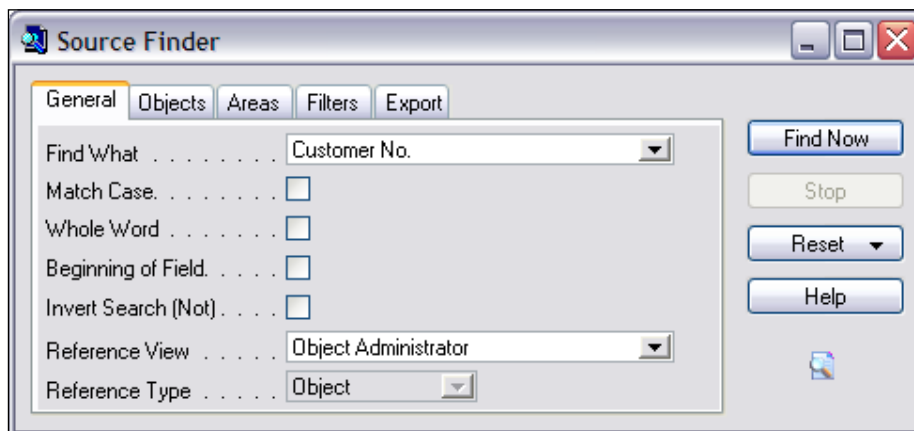 Source Finder
General Objects Areas Filters Export
Find What . . . . . . . . Customer No.
Find Now
Match Case. . . . . . . .
Stop
Whole Word . . . . . . .
Reset
Beginning of Field. . . . .
Help
Invert Search (Not) . . . .
Reference View . . . . . Object Administrator
Reference Type . . . . . Object